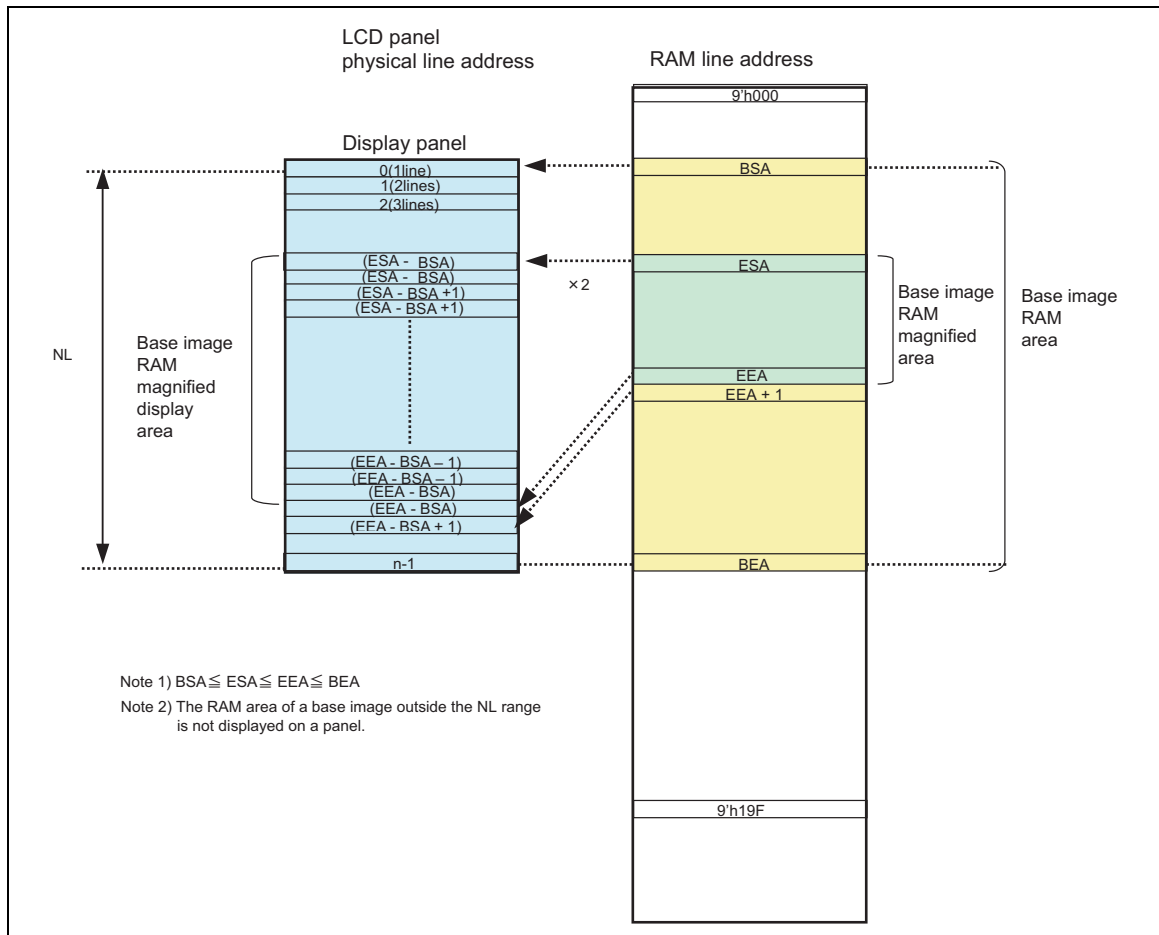 LCD panel
physical line address
RAM line address
9'h000
Display panel
0(1line)
1(2lines)
2(3lines)
BSA
(ESA - BSA)
(ESA - BSA)
(ESA - BSA +1)
(ESA - BSA +1)
ESA
×2
Base image
RAM
magnified
area
Base image
RAM
area
NL
Base image
RAM
magnified
display
area
EEA
EEA + 1
(EEA - BSA – 1)
(EEA - BSA – 1)
(EEA - BSA)
(EEA - BSA)
(EEA - BSA + 1)
n-1
BEA
Note 1) BSA≦ ESA≦ EEA≦ BEA
Note 2) The RAM area of a base image outside the NL range
is not displayed on a panel.
9'h19F